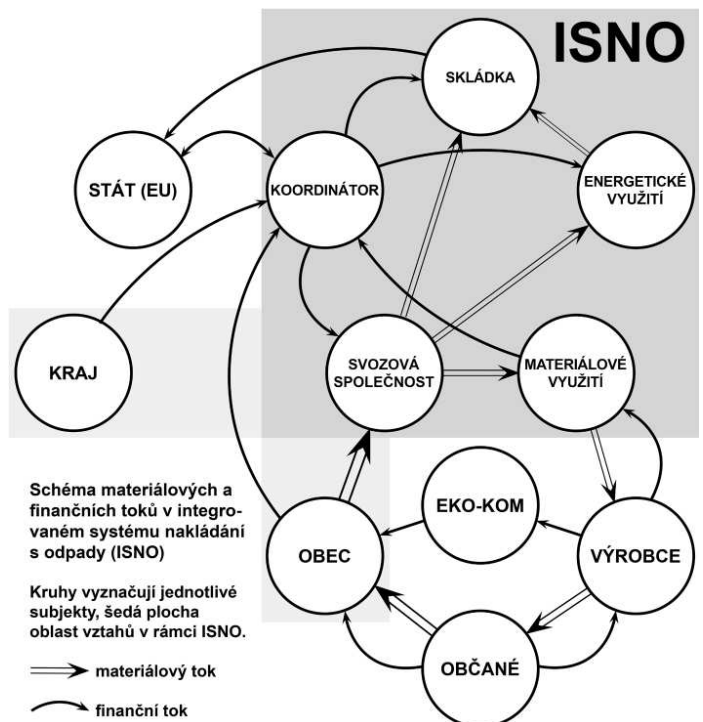 ISNO
SKLÁDKA
STÁT (EU)
KOORDINÁTOR
ENERGETICKÉ
VYUŽITÍ
KRAJ
SVOZOVÁ
SPOLEČNOST
MATERIÁLOVÉ
VYUŽITÍ
Schéma materiálových a
finančních toků v integro-
vaném systému nakládání
s odpady (ISNO)
EKO-KOM
OBEC
VÝROBCE
Kruhy vyznačují jednotlivé
subjekty, šedá plocha
oblast vztahů v rámci ISNO.
OBČANÉ
materiálový tok
finanční tok